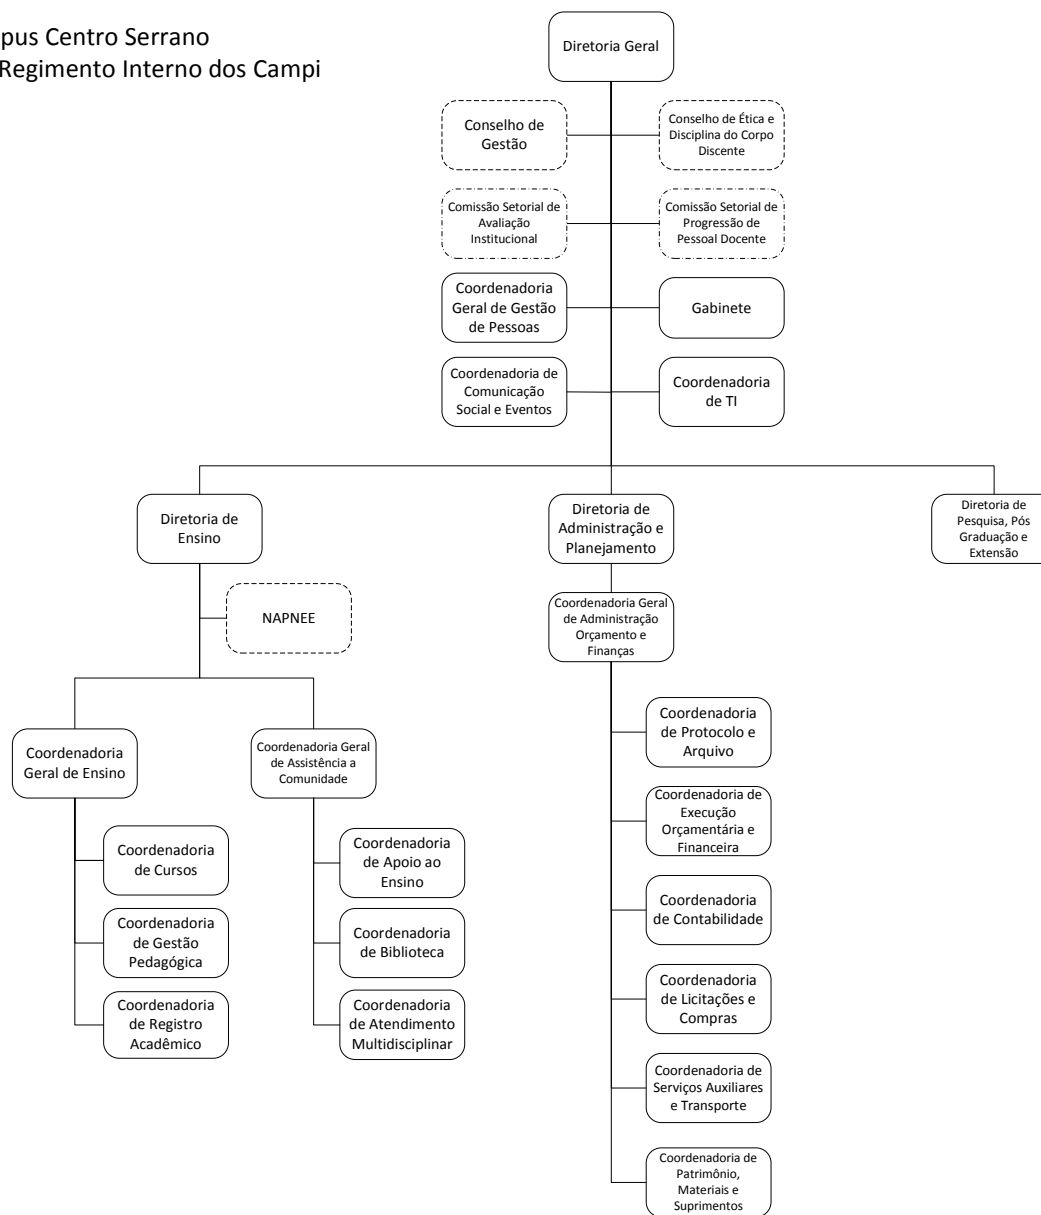 pus Centro Serrano
Regimento Interno dos Campi
Diretoria Geral
Conselho de
Gestão
Conselho de Ética e
Disciplina do Corpo
Discente
Comissão Setorial de
Avaliação
Institucional
Comissão Setorial de
Progressão de
Pessoal Docente
Coordenadoria
Geral de Gestão
de Pessoas
Gabinete
Coordenadoria de
Comunicação
Social e Eventos
Coordenadoria
de TI
Diretoria de
Ensino
Diretoria de
Administração e
Planejamento
Diretoria de
Pesquisa, Pós
Graduação e
Extensão
NAPNEE
Coordenadoria Geral
de Administração
Orçamento e
Finanças
Coordenadoria
Geral de Ensino
Coordenadoria Geral
de Assistência a
Comunidade
Coordenadoria
de Cursos
Coordenadoria
de Gestão
Pedagógica
Coordenadoria
de Registro
Acadêmico
Coordenadoria
de Apoio ao
Ensino
Coordenadoria
de Biblioteca
Coordenadoria
de Atendimento
Multidisciplinar
Coordenadoria
de Protocolo e
Arquivo
Coordenadoria de
Execução
Orçamentária e
Financeira
Coordenadoria
de Contabilidade
Coordenadoria
de Licitações e
Compras
Coordenadoria de
Serviços Auxiliares
e Transporte
Coordenadoria de
Patrimônio,
Materiais e
Suprimentos